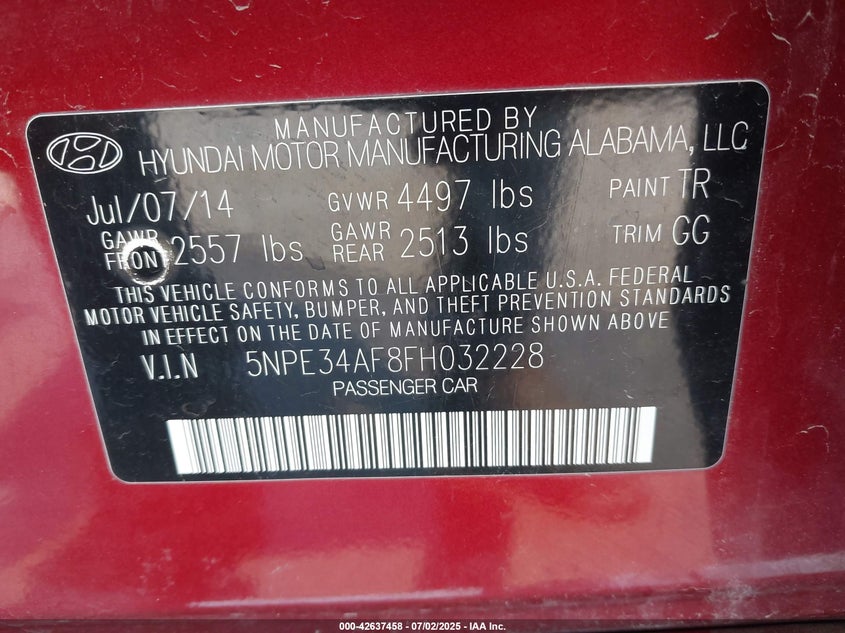 MANUFACTURED BY
HYUNDAI MOTOR MANUFACTURING ALABAMA, LLC
Jul/07/14 GVWR 4497 lbs PAINT TR
GAWR FRONT 2557 lbs GAWR REAR 2513 lbs TRIM GG
THIS VEHICLE CONFORMS TO ALL APPLICABLE U.S.A. FEDERAL
MOTOR VEHICLE SAFETY, BUMPER, AND THEFT PREVENTION STANDARDS
IN EFFECT ON THE DATE OF MANUFACTURE SHOWN ABOVE
V.I.N 5NPE34AF8FH032228
PASSENGER CAR
000-42637458 - 07/02/2025 - IAA Inc.